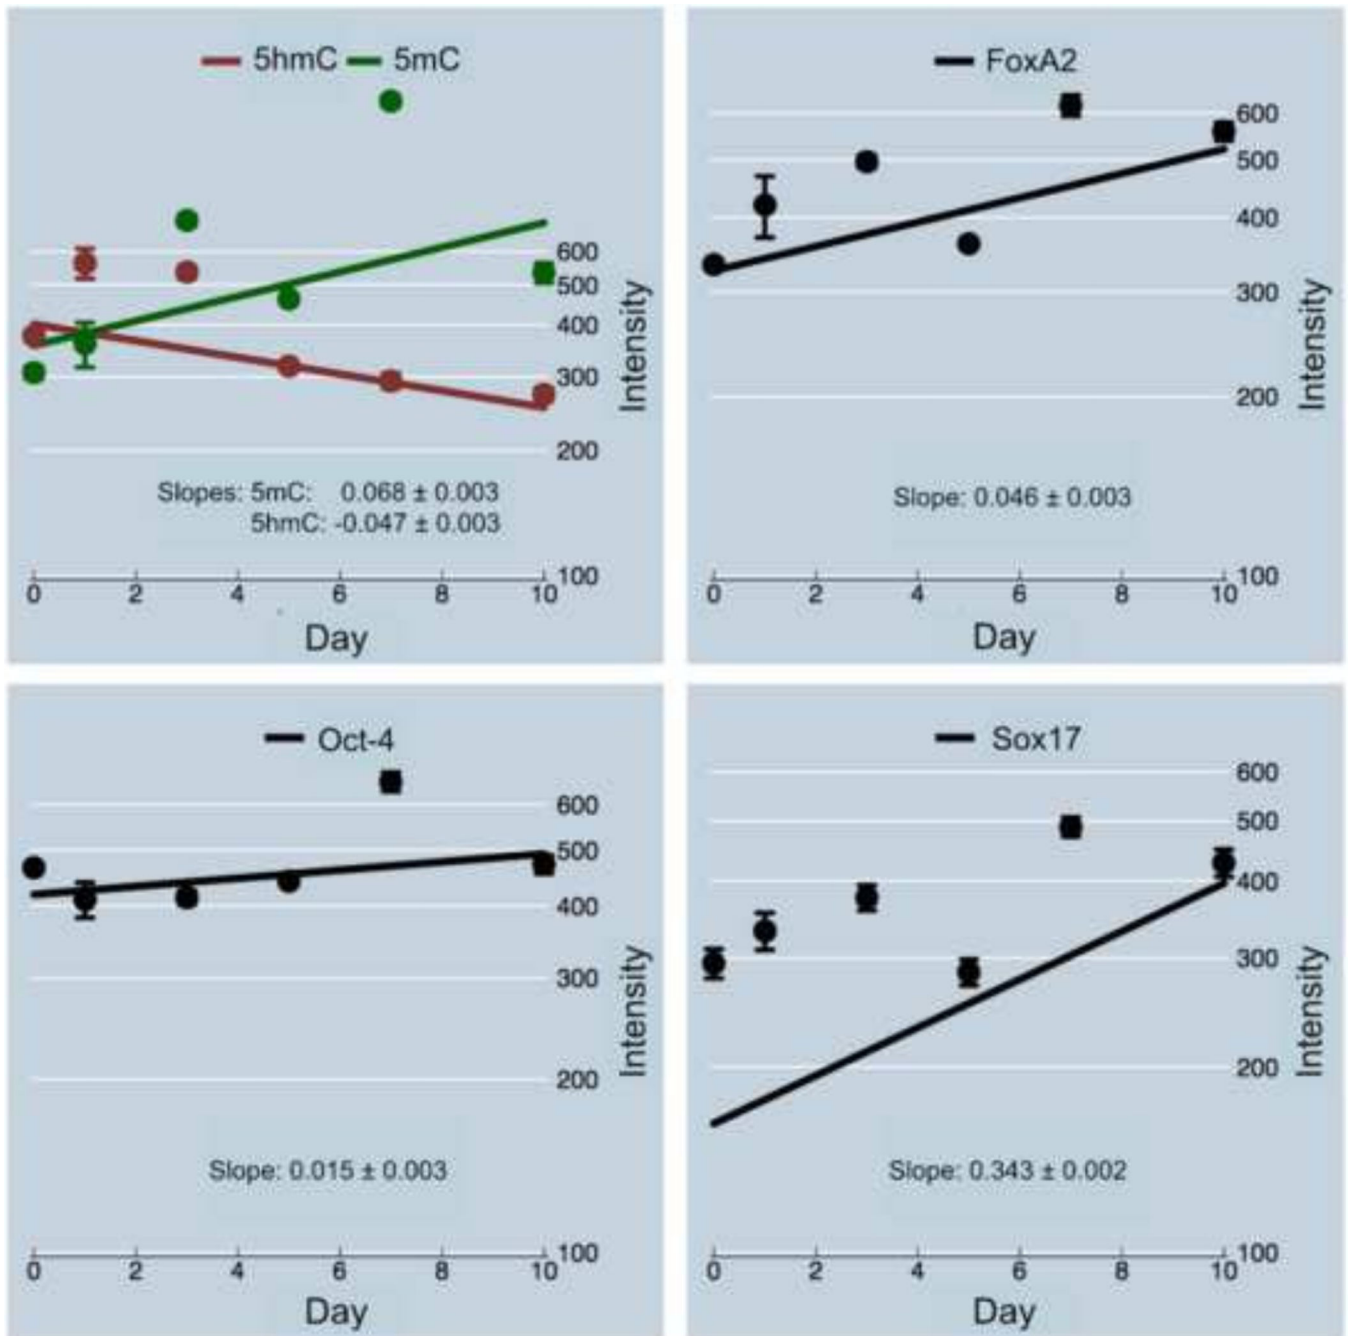 5hmC 5mC
600
500
400
300
200
100
Intensity
Slopes: 5mC: 0.068 ± 0.003
5hmC: -0.047 ± 0.003
0 2 4 6 8 10
Day
FoxA2
600
500
400
300
200
100
Intensity
Slope: 0.046 ± 0.003
0 2 4 6 8 10
Day
Oct-4
600
500
400
300
200
100
Intensity
Slope: 0.015 ± 0.003
0 2 4 6 8 10
Day
Sox17
600
500
400
300
200
100
Intensity
Slope: 0.343 ± 0.002
0 2 4 6 8 10
Day